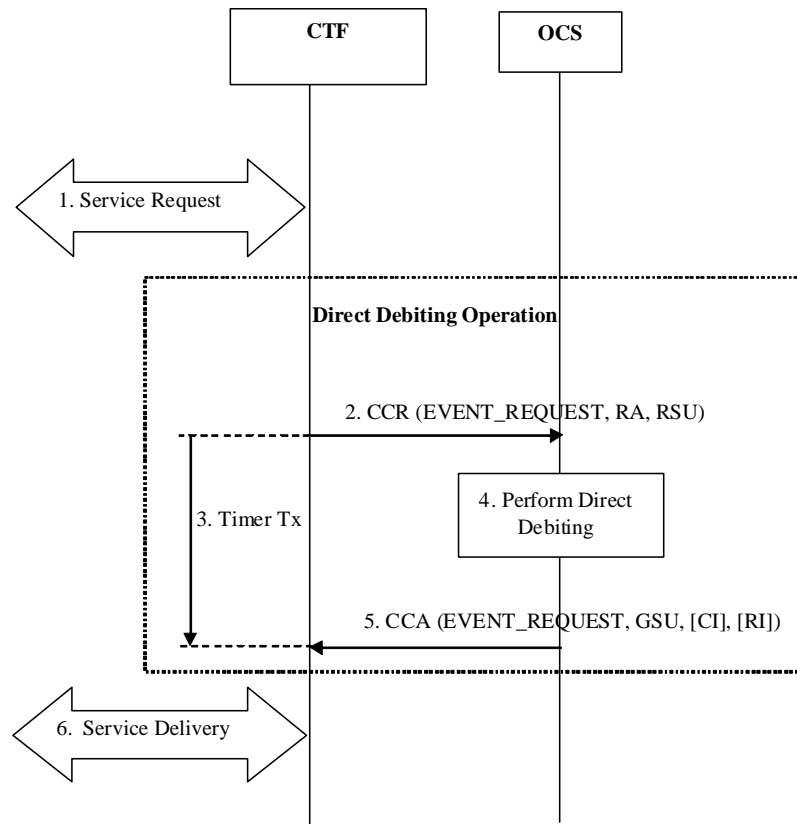 CTF
OCS
1. Service Request
Direct Debiting Operation
2. CCR (EVENT_REQUEST, RA, RSU)
3. Timer Tx
4. Perform Direct
Debiting
5. CCA (EVENT_REQUEST, GSU, [CI], [RI])
6. Service Delivery